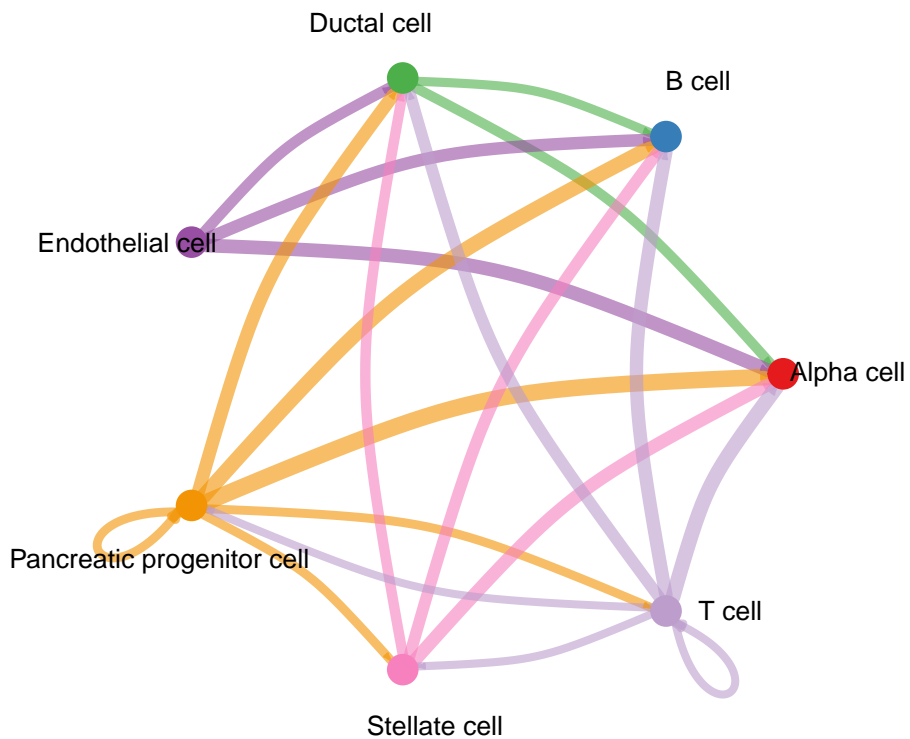 Ductal cell
B cell
Endothelial cell
Alpha cell
Pancreatic progenitor cell
T cell
Stellate cell